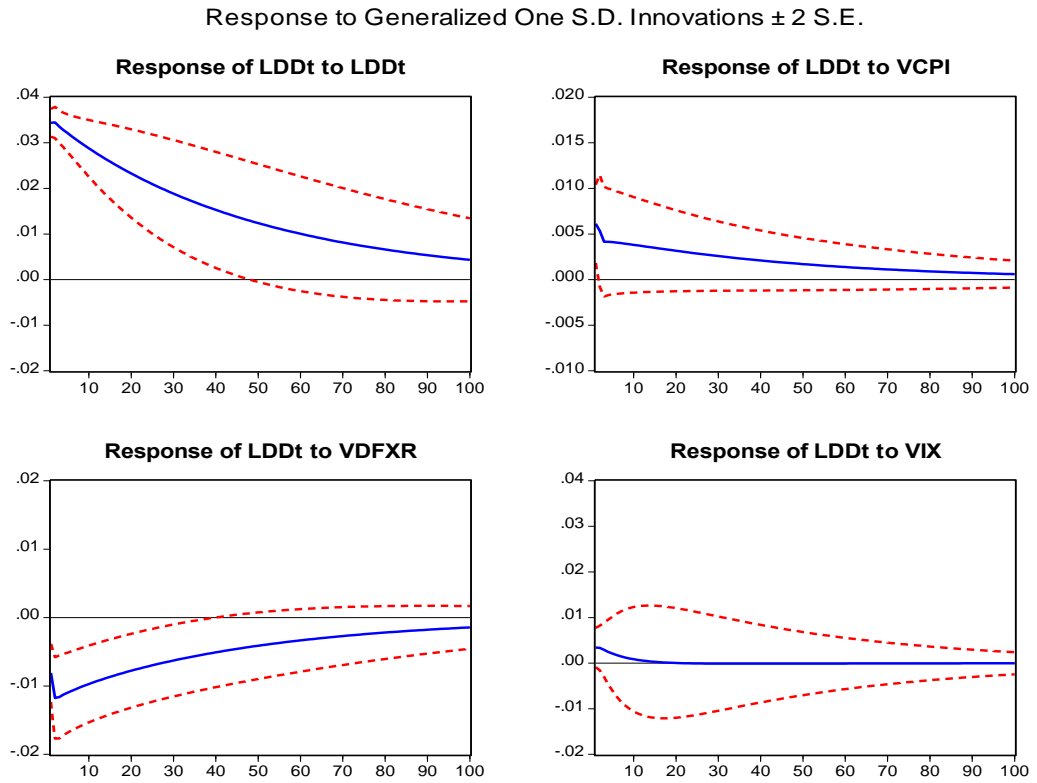 Response to Generalized One S.D. Innovations ± 2 S.E.
Response of LDDt to LDDt
.04
.03
.02
.01
.00
-.01
-.02
10 20 30 40 50 60 70 80 90 100
Response of LDDt to VCPI
.020
.015
.010
.005
.000
-.005
-.010
10 20 30 40 50 60 70 80 90 100
Response of LDDt to VDFXR
.02
.01
.00
-.01
-.02
10 20 30 40 50 60 70 80 90 100
Response of LDDt to VIX
.04
.03
.02
.01
.00
-.01
-.02
10 20 30 40 50 60 70 80 90 100